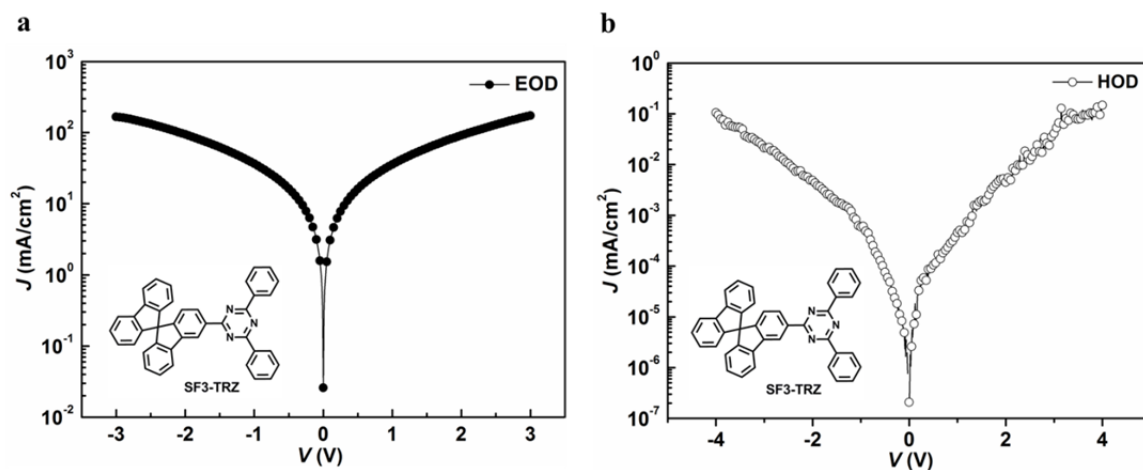 a
b
10³
10²
10¹
10⁰
10⁻¹
10⁻²
J (mA/cm²)
EOD
N
N
N
SF3-TRZ
-3 -2 -1 0 1 2 3
V (V)
10⁰
10⁻¹
10⁻²
10⁻³
10⁻⁴
10⁻⁵
10⁻⁶
10⁻⁷
J (mA/cm²)
HOD
N
N
N
SF3-TRZ
-4 -2 0 2 4
V (V)